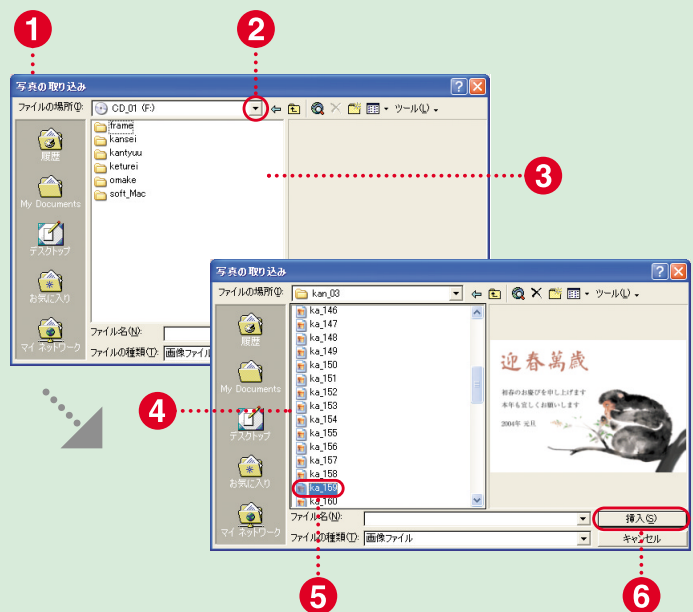 1
2
写真の取り込み
ファイルの場所(I):
CD_01 (F:)
ツール(L)
履歴
My Documents
デスクトップ
お気に入り
マイ ネットワーク
frame
kansei
kantyuu
keturei
omake
soft_Mac
3
ファイル名(N):
ファイルの種類(T):
画像ファイル
写真の取り込み
ファイルの場所(I):
kan_03
ツール(L)
履歴
My Documents
デスクトップ
お気に入り
マイ ネットワーク
4
ka_146
ka_147
ka_148
ka_149
ka_150
ka_151
ka_152
ka_153
ka_154
ka_155
ka_156
ka_157
ka_158
ka_159
ka_160
迎春萬歳
初春のお慶びを申し上げます
本年も宜しくお願いします
2004年 元旦
ファイル名(N):
挿入(S)
ファイルの種類(T):
画像ファイル
キャンセル
5
6